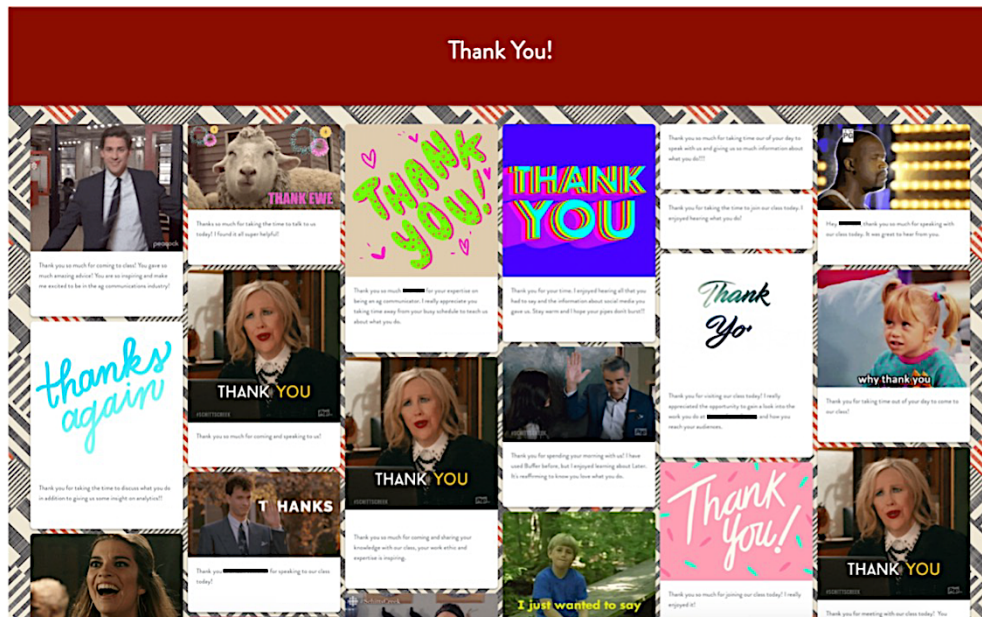 Thank You!
peacock
Thank you so much for coming to class! You gave so
much amazing advice! You are so inspiring and make
me excited to be in the ag communications industry!
thanks
again
Thank you for taking the time to discuss what you do
in addition to giving us some insight on analytics!!
THANK EWE
Thanks so much for taking the time to talk to us
today! I found it all super helpful!
THANK YOU
#SCHITTSCREEK
Thank you so much for coming and speaking to us!
T HANKS
Thank you for speaking to our class
today!
THANK
YOU!
Thank you so much for your expertise on
being an ag communicator. I really appreciate you
taking time away from your busy schedule to teach us
about what you do.
THANK YOU
#SCHITTSCREEK
Thank you so much for coming and sharing your
knowledge with our class, your work ethic and
expertise is inspiring.
THANK
YOU
Thank you for your time. I enjoyed hearing all that you
had to say and the information about social media you
gave us. Stay warm and I hope your pipes don't burst!!
#SCHITTSCREEK
Thank you for spending your morning with us! I have
used Buffer before, but I enjoyed learning about Later.
It's reaffirming to know you love what you do.
I just wanted to say
Thank you so much for taking time our of your day to
speak with us and giving us so much information about
what you do!!!
Thank you for taking the time to join our class today. I
enjoyed hearing what you do!
Thank
Yo
Thank you for visiting our class today! I really
appreciated the opportunity to gain a look into the
work you do at and how you
reach your audiences.
Thank
You!
Thank you so much for joining our class today! I really
enjoyed it!
Hey , thank you so much for speaking with
our class today. It was great to hear from you.
why thank you
Thank you for taking time out of your day to come to
our class!
THANK YOU
#SCHITTSCREEK
Thank you for meeting with our class today! You